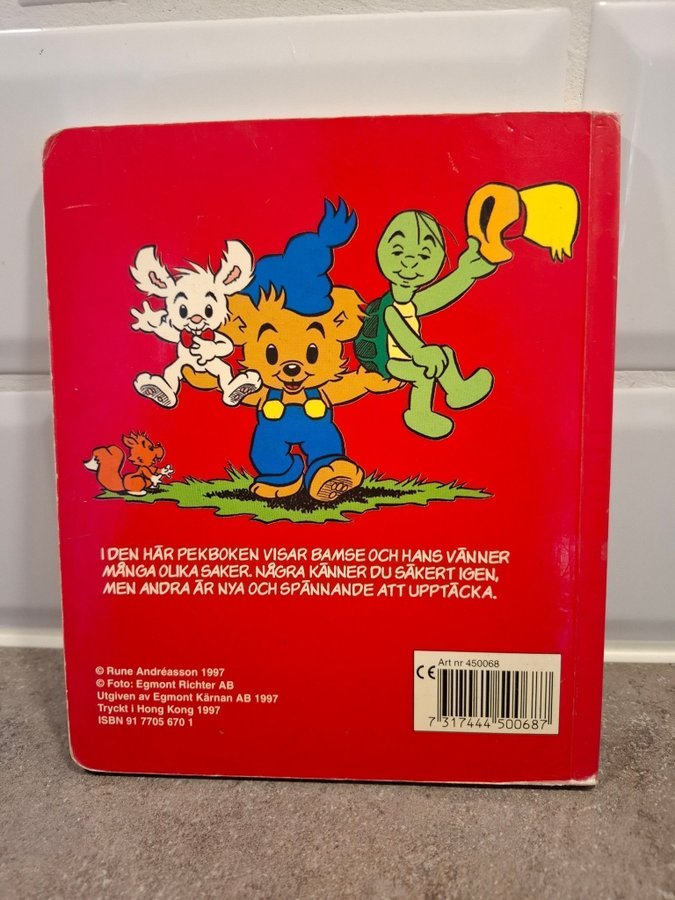 I DEN HÄR PEKBOKEN VISAR BAMSE OCH HANS VÄNNER
MÅNGA OLIKA SAKER. NÅGRA KÄNNER DU SÄKERT IGEN,
MEN ANDRA ÄR NYA OCH SPÄNNANDE ATT UPPTÄCKA.
© Rune Andréasson 1997
© Foto: Egmont Richter AB
Utgiven av Egmont Kärnan AB 1997
Tryckt i Hong Kong 1997
ISBN 91 7705 670 1
CE
Art nr 450068
7 317444 500687